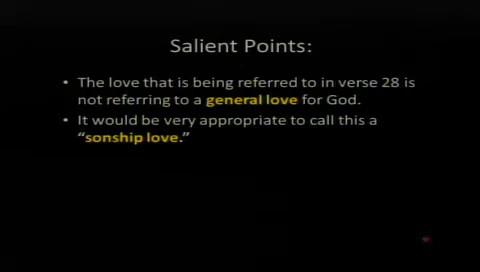 Salient Points:
• The love that is being referred to in verse 28 is
not referring to a general love for God.
• It would be very appropriate to call this a
“sonship love.”